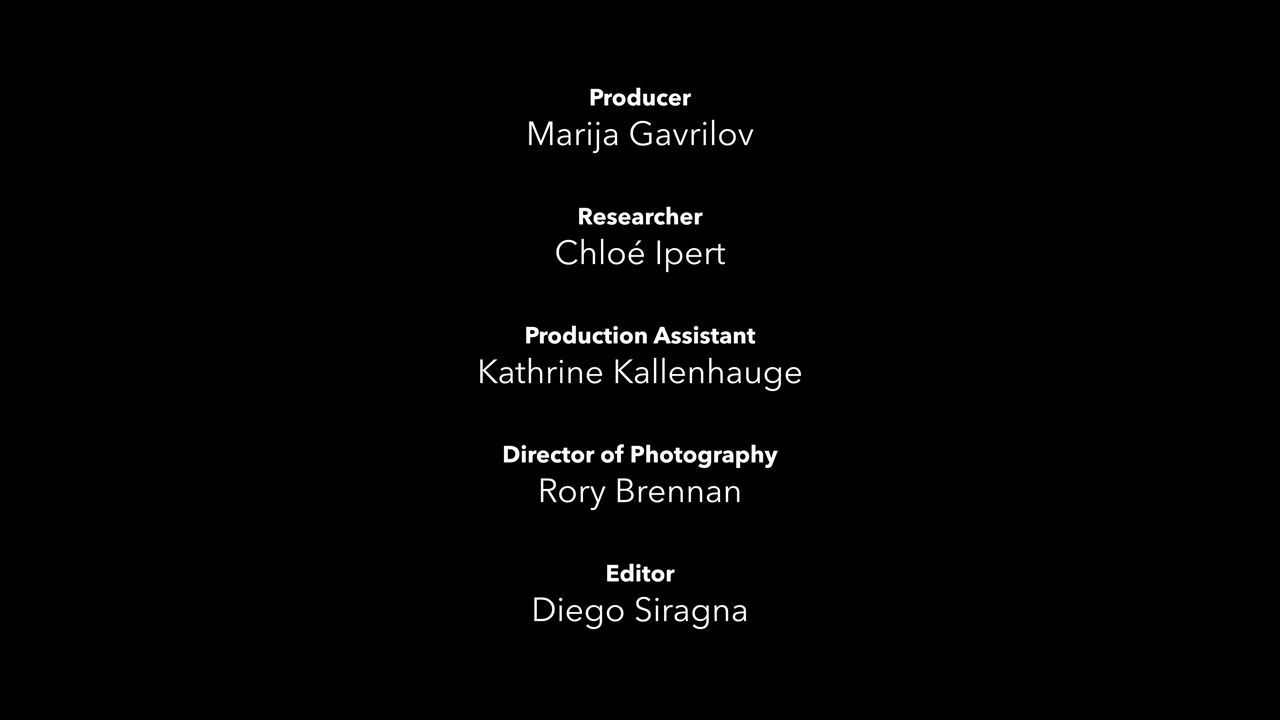 Producer
Marija Gavrilov
Researcher
Chloé Ipert
Production Assistant
Kathrine Kallenhauge
Director of Photography
Rory Brennan
Editor
Diego Siragna